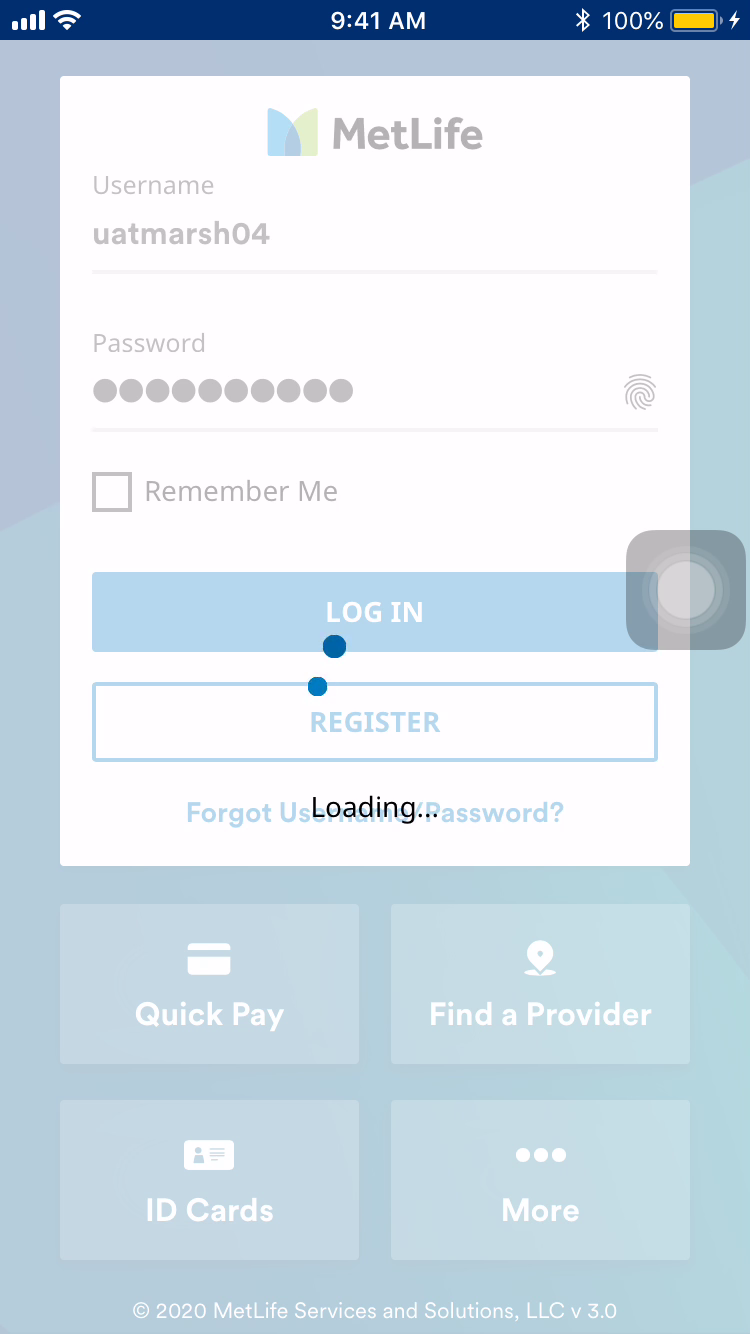 9:41 AM
100%
MetLife
Username
uatmarsh04
Password
●●●●●●●●●●
Remember Me
LOG IN
REGISTER
Forgot Username/Password?
Loading...
Quick Pay
Find a Provider
ID Cards
More
© 2020 MetLife Services and Solutions, LLC v 3.0